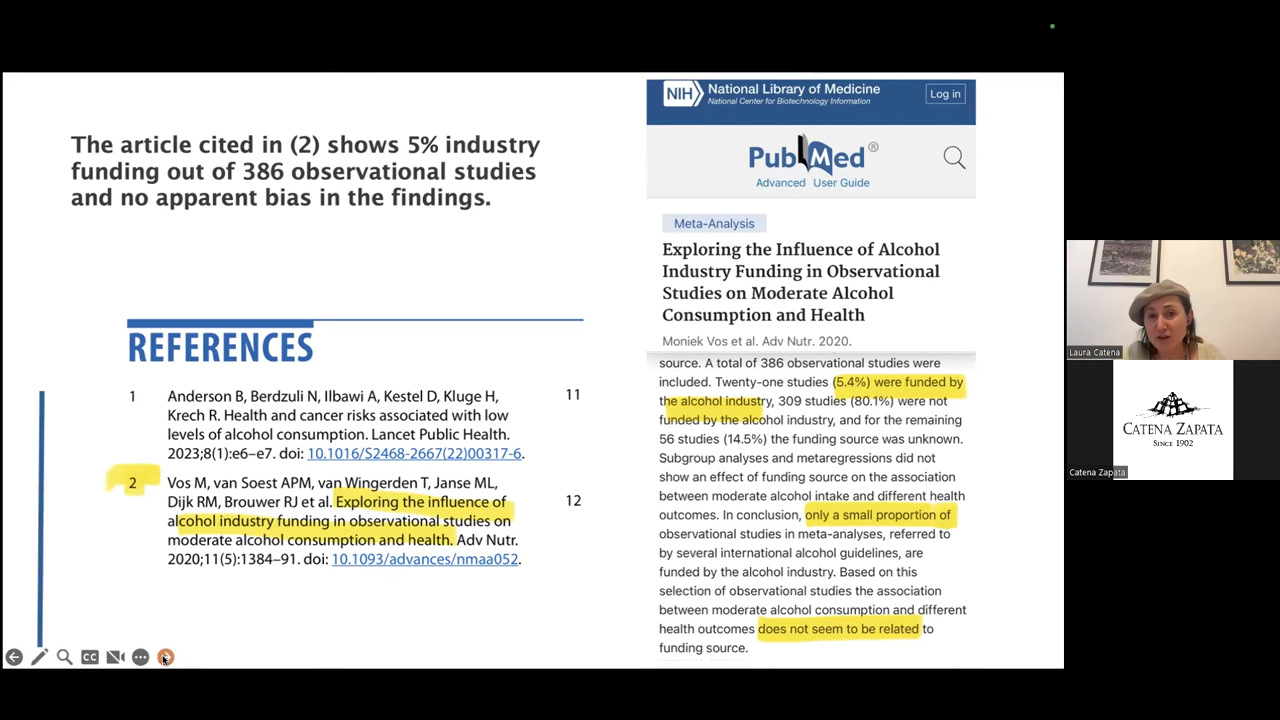 The article cited in (2) shows 5% industry
funding out of 386 observational studies
and no apparent bias in the findings.
REFERENCES
1 Anderson B, Berdzuli N, Ilbawi A, Kestel D, Kluge H,
Krech R. Health and cancer risks associated with low
levels of alcohol consumption. Lancet Public Health.
2023;8(1):e6–e7. doi: 10.1016/S2468-2667(22)00317-6.
11
2 Vos M, van Soest APM, van Wingerden T, Janse ML,
Dijk RM, Brouwer RJ et al. Exploring the influence of
alcohol industry funding in observational studies on
moderate alcohol consumption and health. Adv Nutr.
2020;11(5):1384–91. doi: 10.1093/advances/nmaa052.
12
CC
NIH National Library of Medicine
National Center for Biotechnology Information
Log in
PubMed®
Advanced User Guide
Meta-Analysis
Exploring the Influence of Alcohol
Industry Funding in Observational
Studies on Moderate Alcohol
Consumption and Health
Moniek Vos et al. Adv Nutr. 2020.
source. A total of 386 observational studies were
included. Twenty-one studies (5.4%) were funded by
the alcohol industry, 309 studies (80.1%) were not
funded by the alcohol industry, and for the remaining
56 studies (14.5%) the funding source was unknown.
Subgroup analyses and metaregressions did not
show an effect of funding source on the association
between moderate alcohol intake and different health
outcomes. In conclusion, only a small proportion of
observational studies in meta-analyses, referred to
by several international alcohol guidelines, are
funded by the alcohol industry. Based on this
selection of observational studies the association
between moderate alcohol consumption and different
health outcomes does not seem to be related to
funding source.
Laura Catena
CATENA ZAPATA
SINCE 1902
Catena Zapata